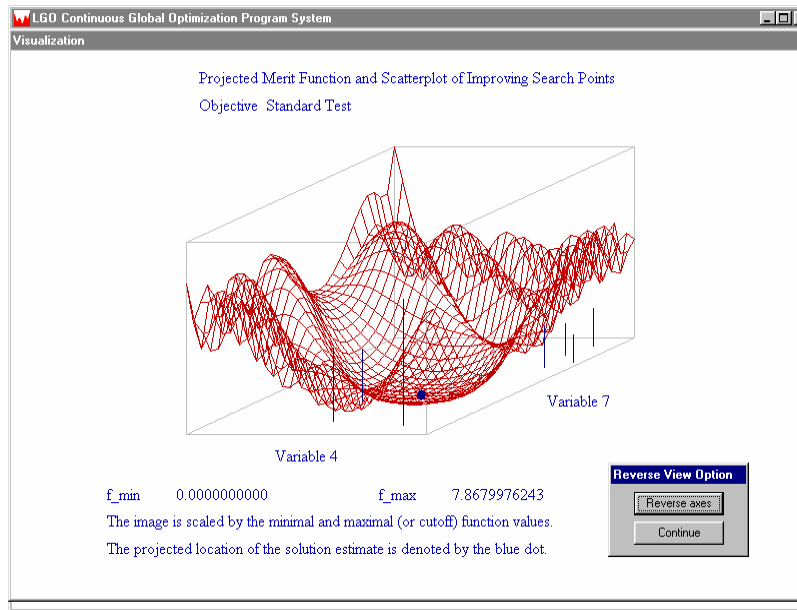 LGO Continuous Global Optimization Program System
Visualization
Projected Merit Function and Scatterplot of Improving Search Points
Objective Standard Test
Variable 7
Variable 4
f_min 0.0000000000 f_max 7.8679976243
The image is scaled by the minimal and maximal (or cutoff) function values.
The projected location of the solution estimate is denoted by the blue dot.
Reverse View Option
Reverse axes
Continue